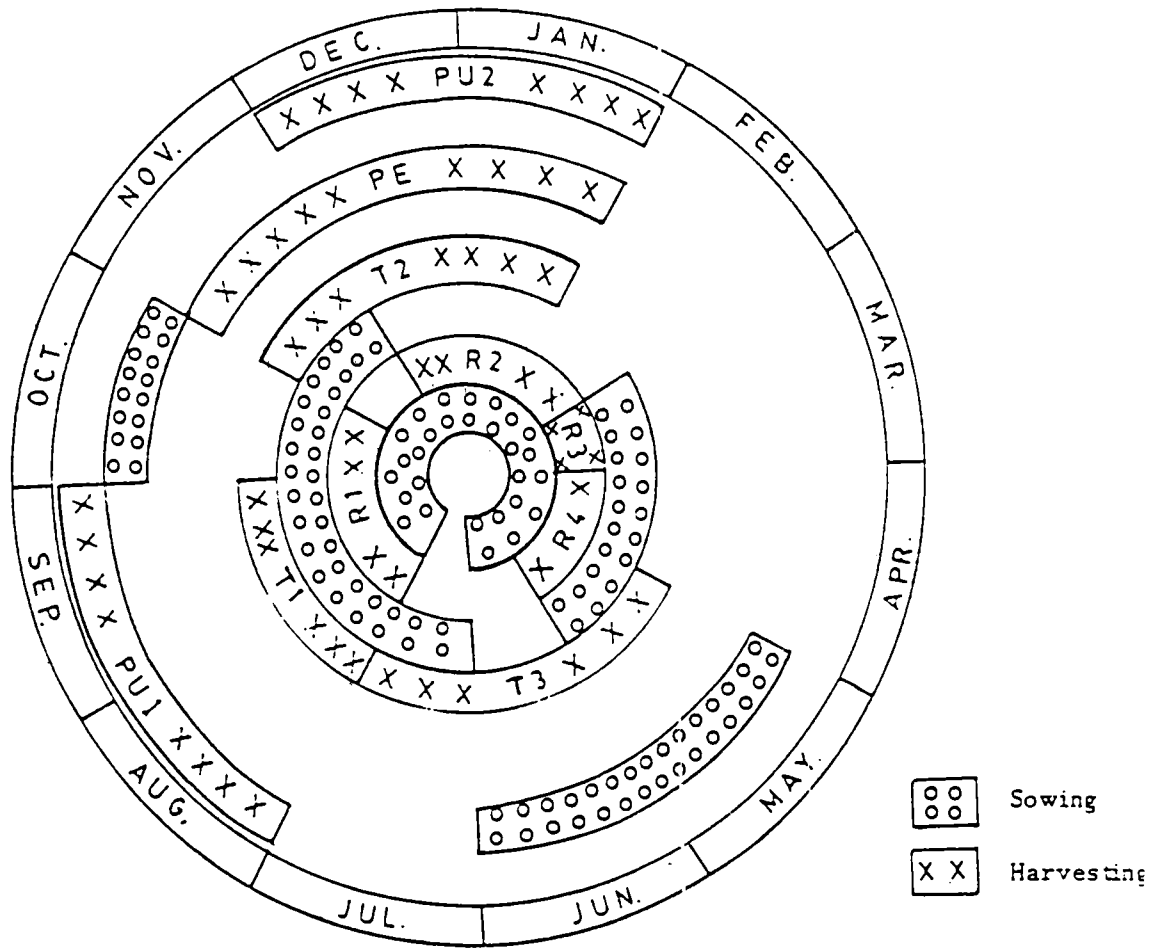 JAN.
FEB.
MAR.
APR.
MAY.
JUN.
JUL.
AUG.
SEP.
OCT.
NOV.
DEC.
X X X X PU2 X X X X
X X X X X X PE X X X X
X X X T2 X X X X
X X R2 X X
X X R3 X X
X R4 X
X X R1 X X
X X X T1 X X X
X X X T3 X X X
X X X X PU1 X X X X
Sowing
X X Harvesting